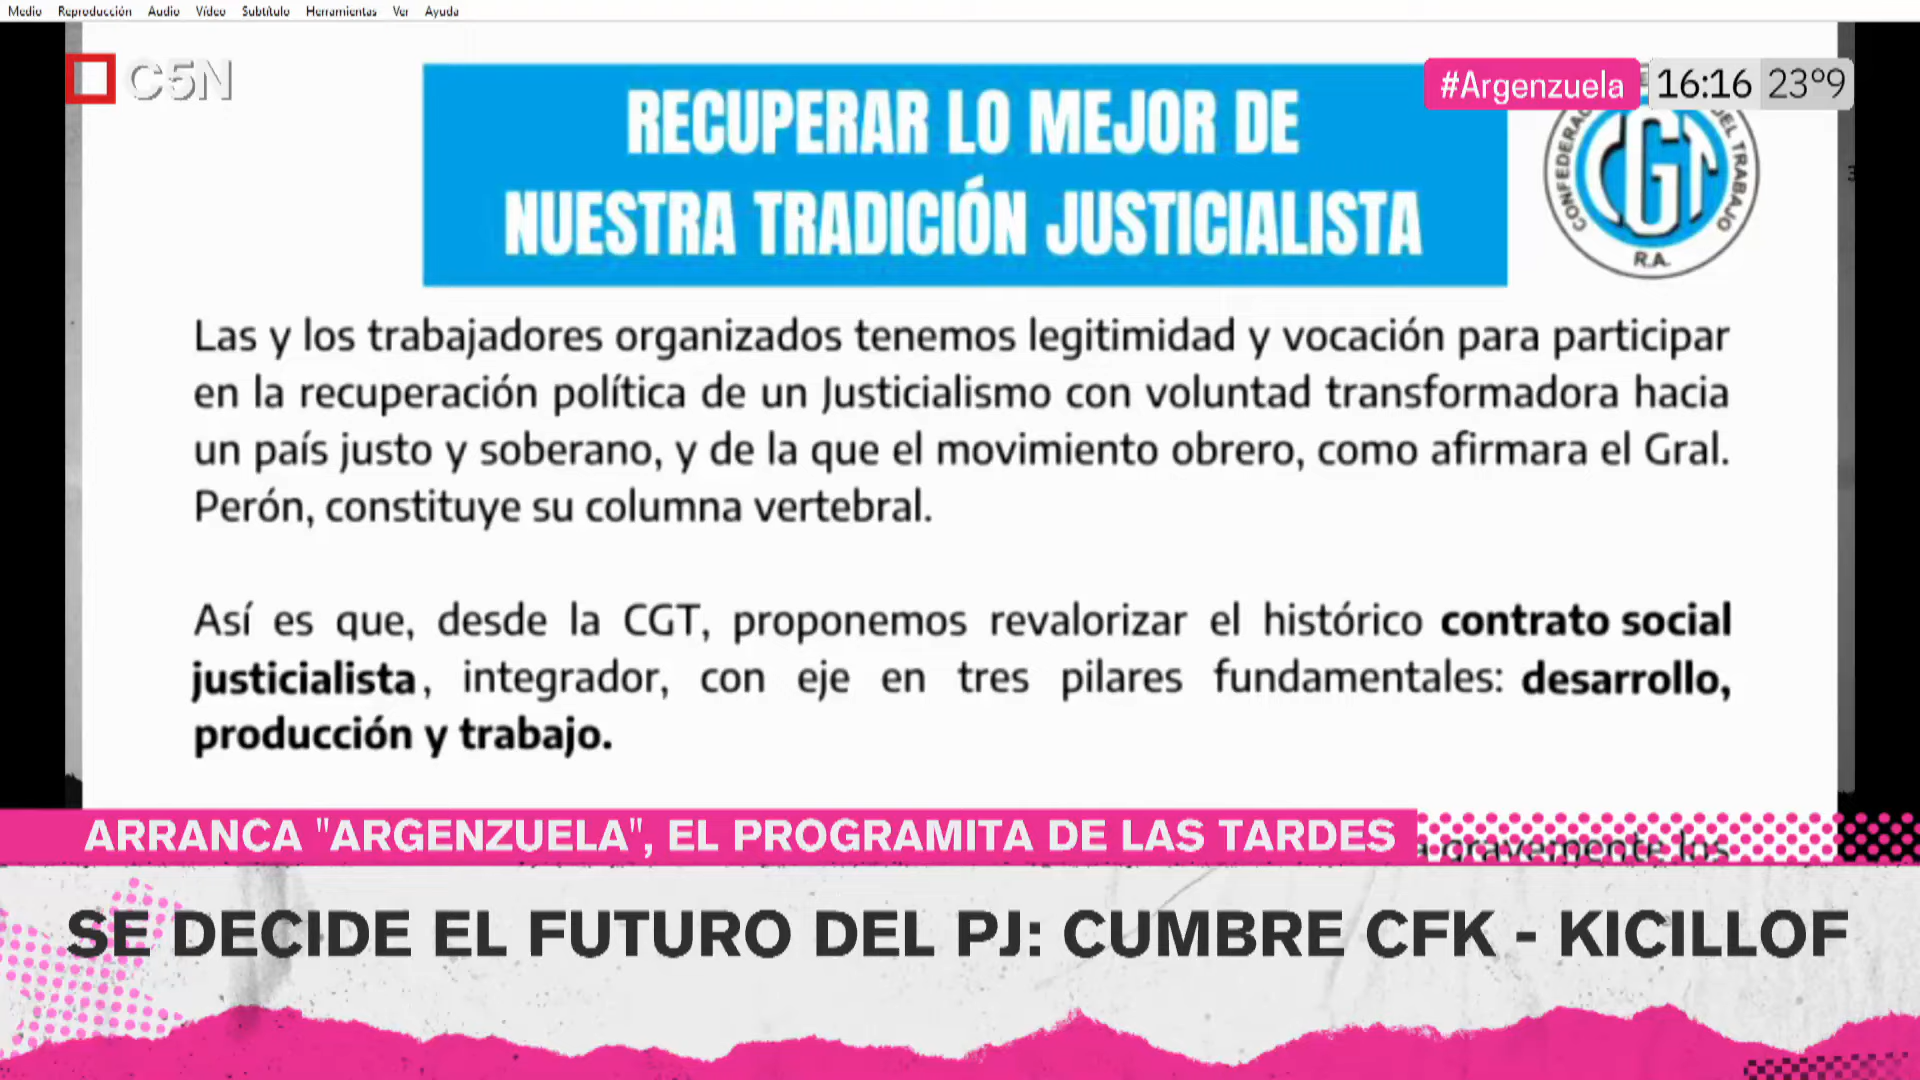 Medio Reproducción Audio Vídeo Subtítulo Herramientas Ver Ayuda
C5N
#Argenzuela 16:16 23º9
RECUPERAR LO MEJOR DE
NUESTRA TRADICIÓN JUSTICIALISTA
CGT
DEL TRABAJO
R.A.
Las y los trabajadores organizados tenemos legitimidad y vocación para participar
en la recuperación política de un Justicialismo con voluntad transformadora hacia
un país justo y soberano, y de la que el movimiento obrero, como afirmara el Gral.
Perón, constituye su columna vertebral.
Así es que, desde la CGT, proponemos revalorizar el histórico contrato social
justicialista, integrador, con eje en tres pilares fundamentales: desarrollo,
producción y trabajo.
ARRANCA "ARGENZUELA", EL PROGRAMITA DE LAS TARDES
gravemente los
SE DECIDE EL FUTURO DEL PJ: CUMBRE CFK - KICILLOF